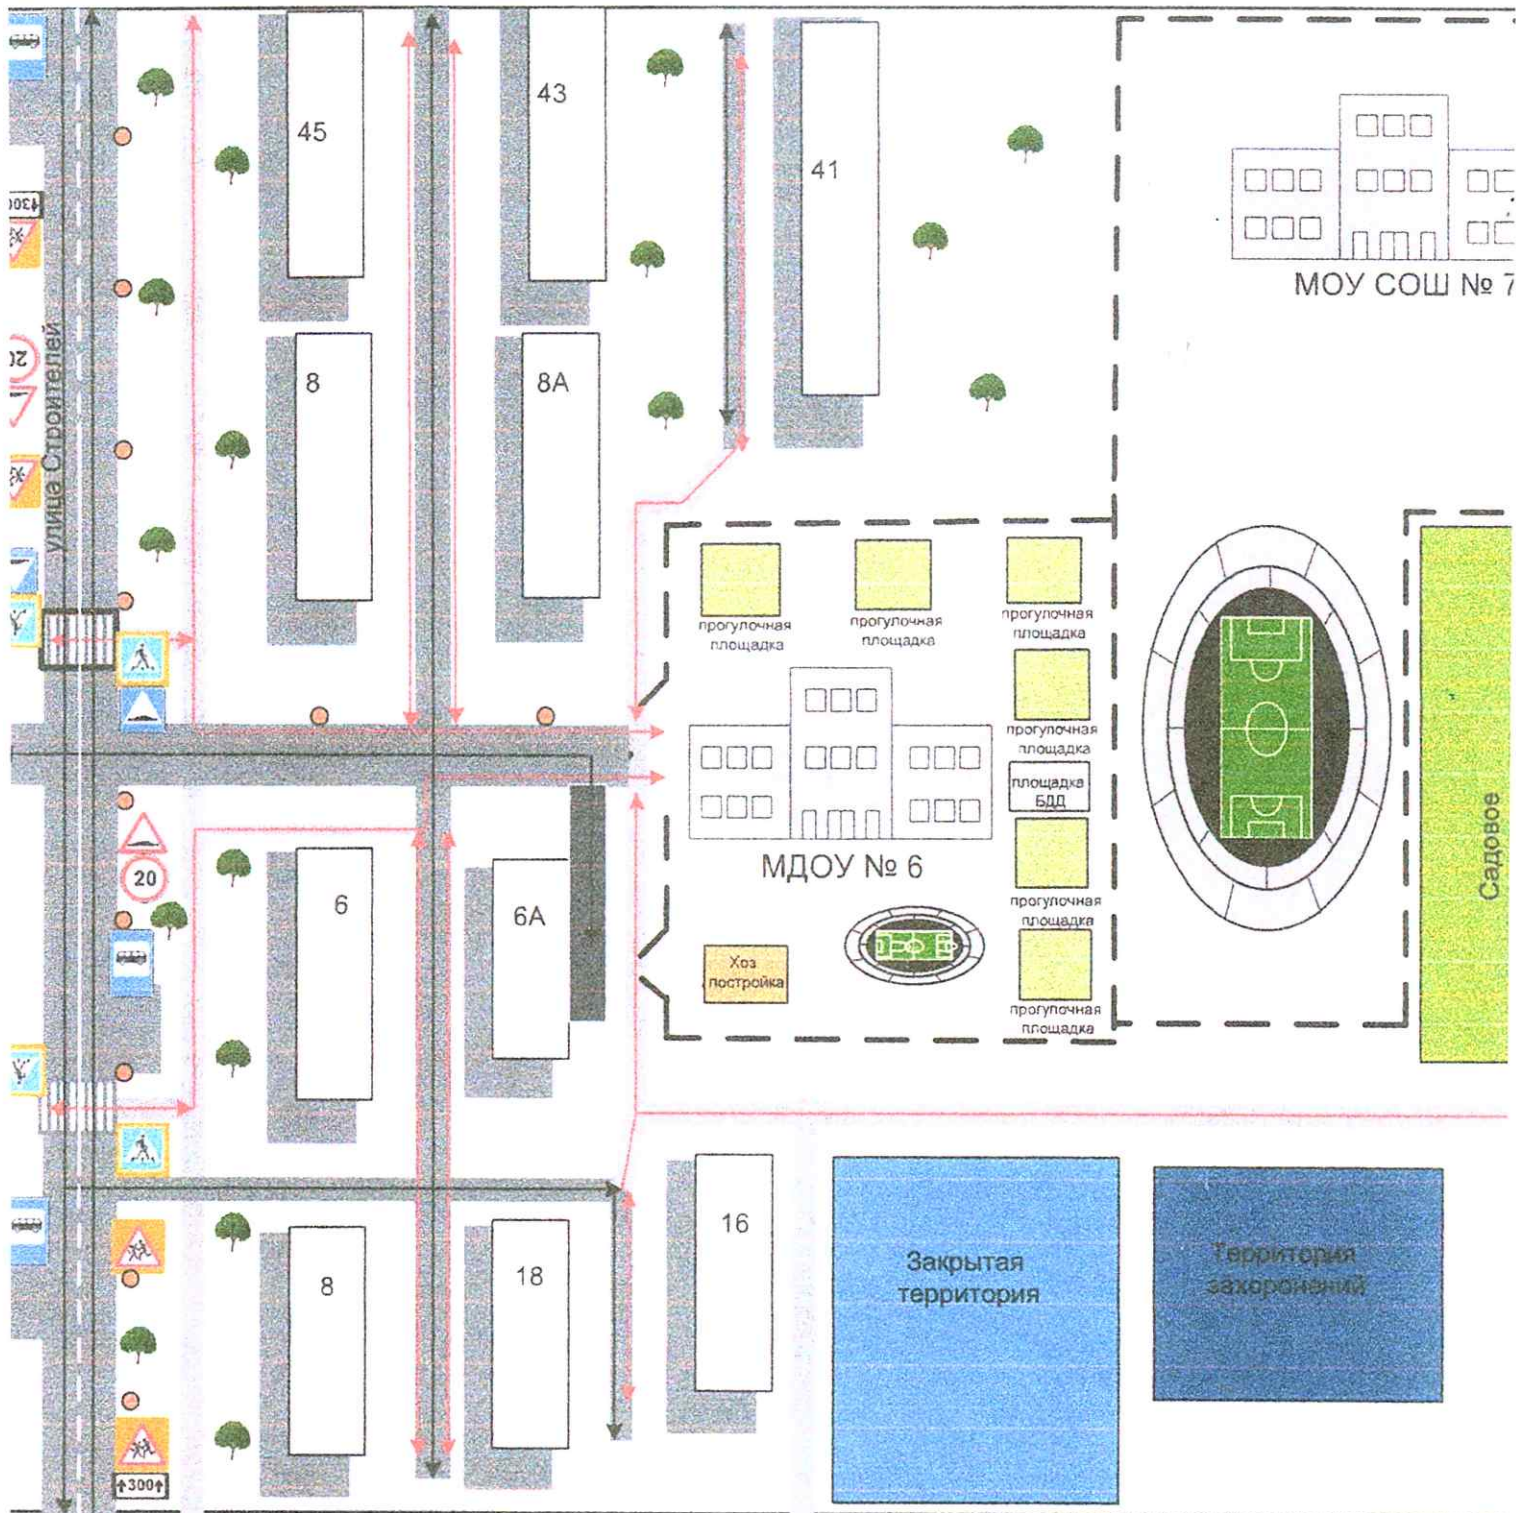 45
43
41
↑300↑
МОУ СОШ № 7
20
улица Строителей
8
8А
прогулочная
площадка
прогулочная
площадка
прогулочная
площадка
прогулочная
площадка
площадка
БДД
Садовое
МДОУ № 6
20
6
6А
прогулочная
площадка
Хоз
постройка
прогулочная
площадка
16
8
18
Закрытая
территория
Территория
захоронений
↑300↑